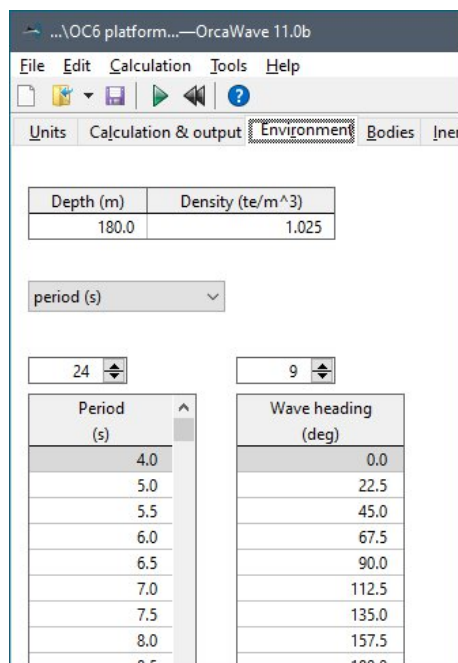 ...\OC6 platform...—OrcaWave 11.0b
File Edit Calculation Tools Help
Units Calculation & output Environment Bodies Iner
Depth (m) Density (te/m^3)
180.0 1.025
period (s)
24 9
Period Wave heading
(s) (deg)
4.0 0.0
5.0 22.5
5.5 45.0
6.0 67.5
6.5 90.0
7.0 112.5
7.5 135.0
8.0 157.5